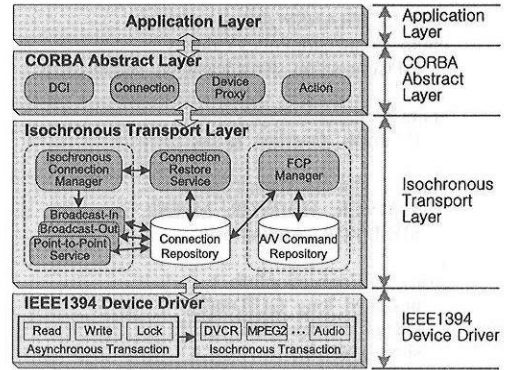 Application Layer
Application
Layer
CORBA Abstract Layer
DCI
Connection
Device
Proxy
Action
CORBA
Abstract
Layer
Isochronous Transport Layer
Isochronous
Connection
Manager
Connection
Restore
Service
FCP
Manager
Broadcast-In
Broadcast-Out
Point-to-Point
Service
Connection
Repository
A/V Command
Repository
Isochronous
Transport
Layer
IEEE1394 Device Driver
Read
Write
Lock
Asynchronous Transaction
DVCR
MPEG2
...
Audio
Isochronous Transaction
IEEE1394
Device Driver